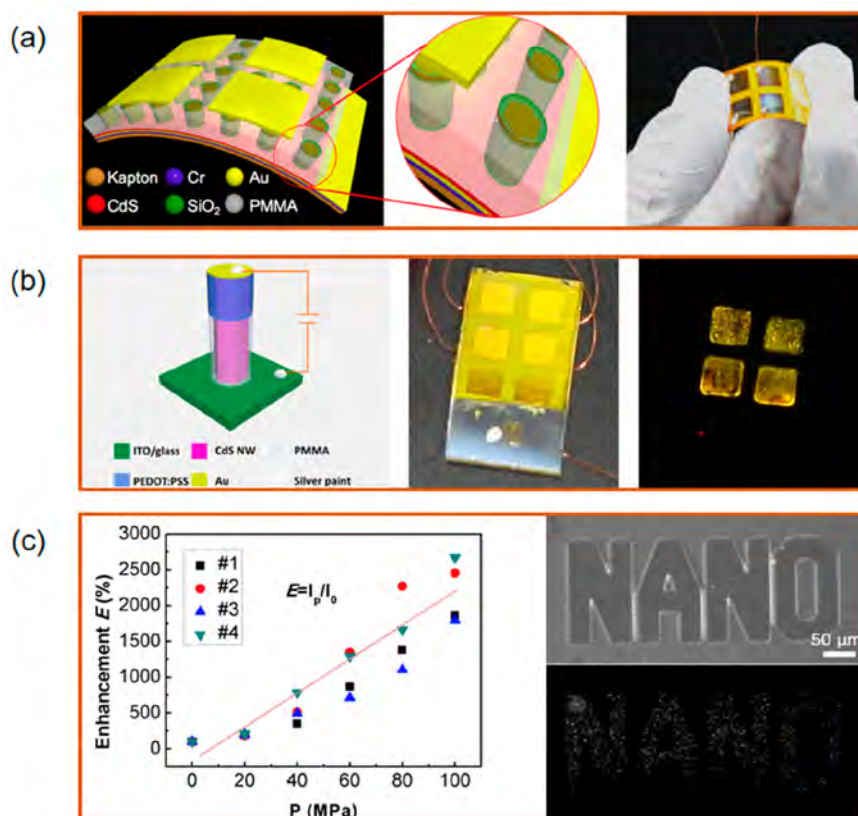 (a)
Kapton Cr Au
CdS SiO₂ PMMA
(b)
ITO/glass CdS NW PMMA
PEDOT:PSS Au Silver paint
(c)
Enhancement E (%)
3000
2500
2000
1500
1000
500
0
#1
#2
#3
#4
E=Iₚ/I₀
0 20 40 60 80 100
P (MPa)
NANO
50 μm
NANO